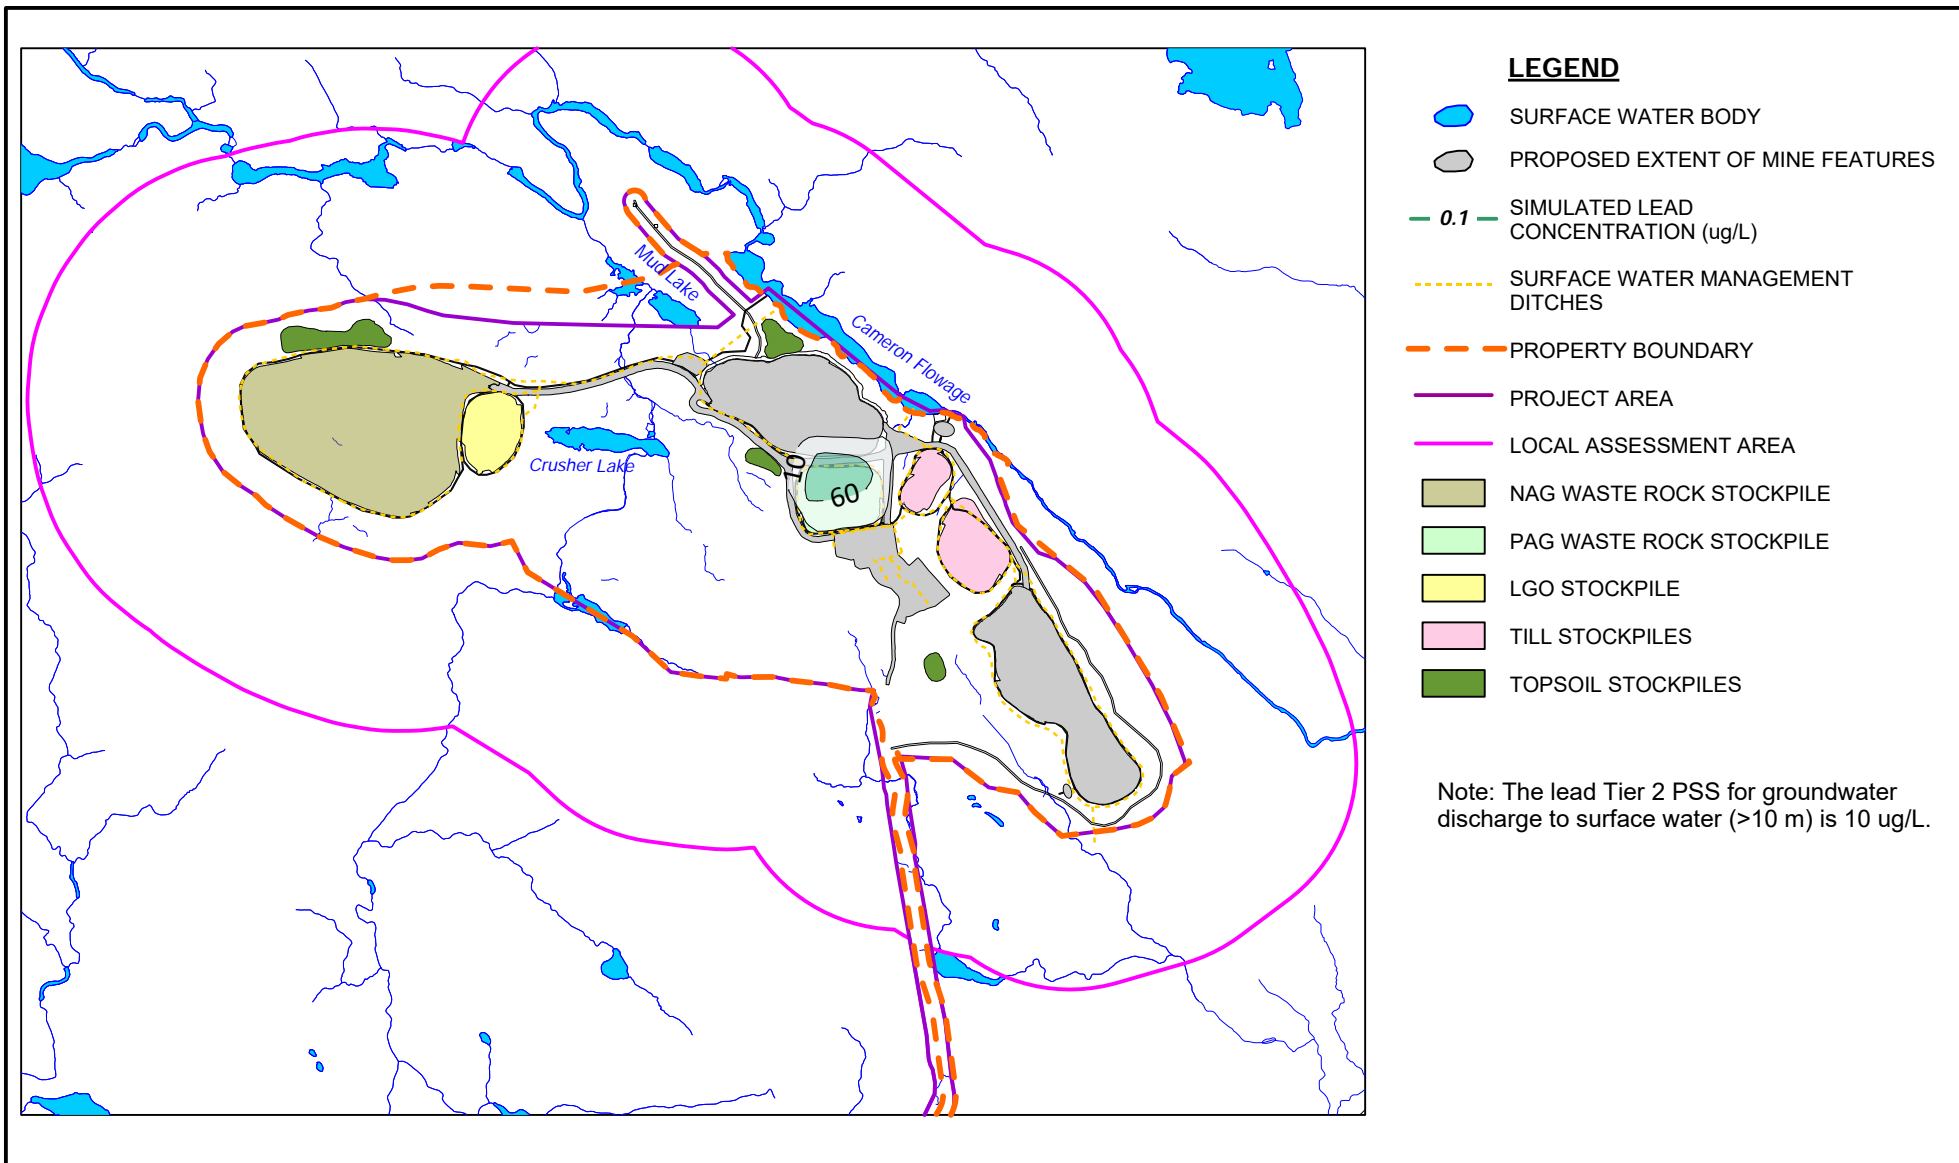 LEGEND
SURFACE WATER BODY
PROPOSED EXTENT OF MINE FEATURES
0.1
SIMULATED LEAD
CONCENTRATION (ug/L)
SURFACE WATER MANAGEMENT
DITCHES
PROPERTY BOUNDARY
PROJECT AREA
LOCAL ASSESSMENT AREA
NAG WASTE ROCK STOCKPILE
PAG WASTE ROCK STOCKPILE
LGO STOCKPILE
TILL STOCKPILES
TOPSOIL STOCKPILES
Note: The lead Tier 2 PSS for groundwater
discharge to surface water (>10 m) is 10 ug/L.
Mud Lake
Cameron Flowage
Crusher Lake
10
60